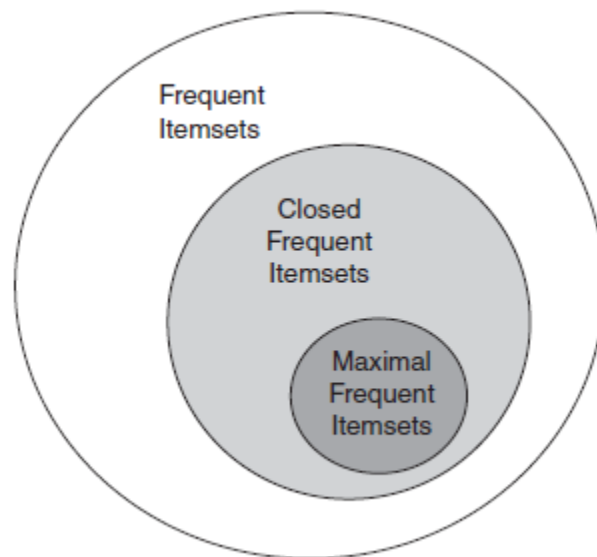 Frequent
Itemsets
Closed
Frequent
Itemsets
Maximal
Frequent
Itemsets